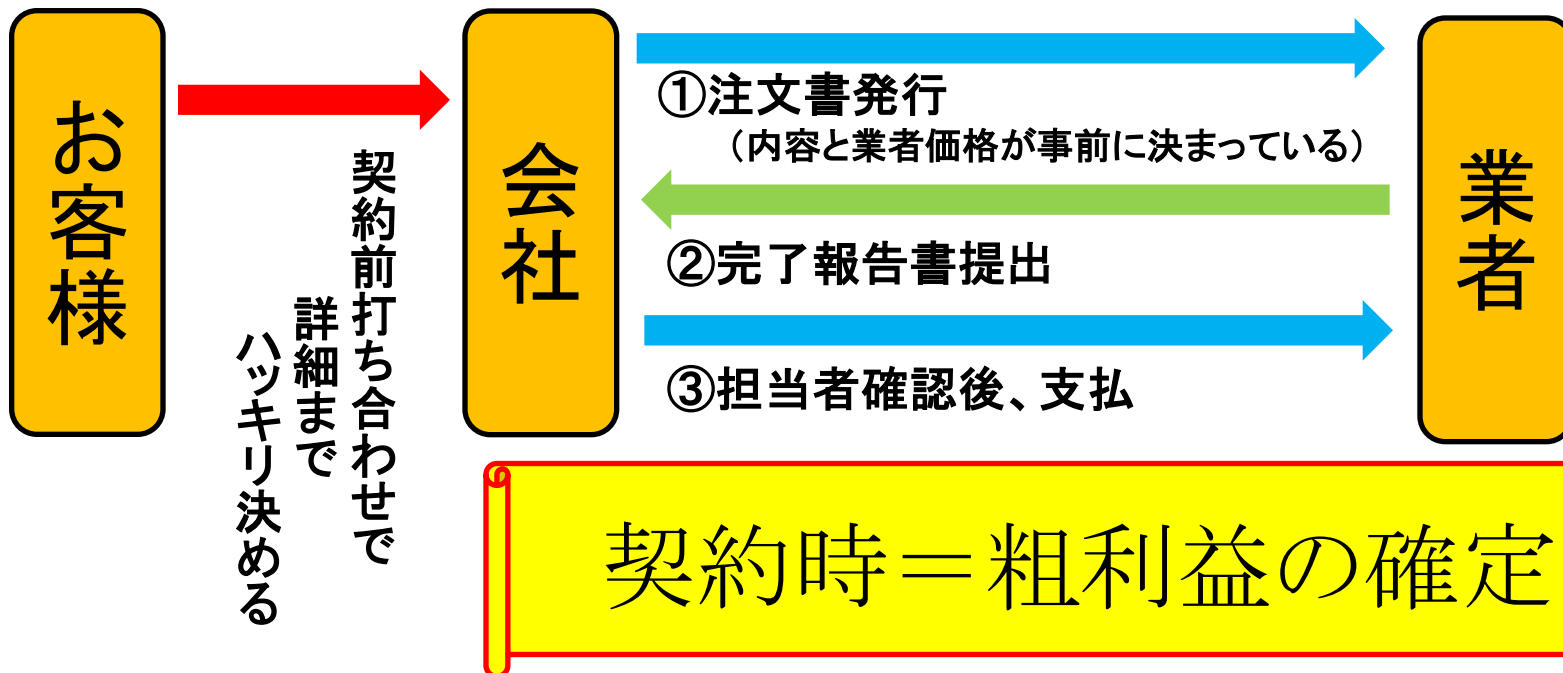 お客様
契約前打ち合わせで
詳細まで
ハッキリ決める
会社
①注文書発行
（内容と業者価格が事前に決まっている）
②完了報告書提出
③担当者確認後、支払
業者
契約時＝粗利益の確定